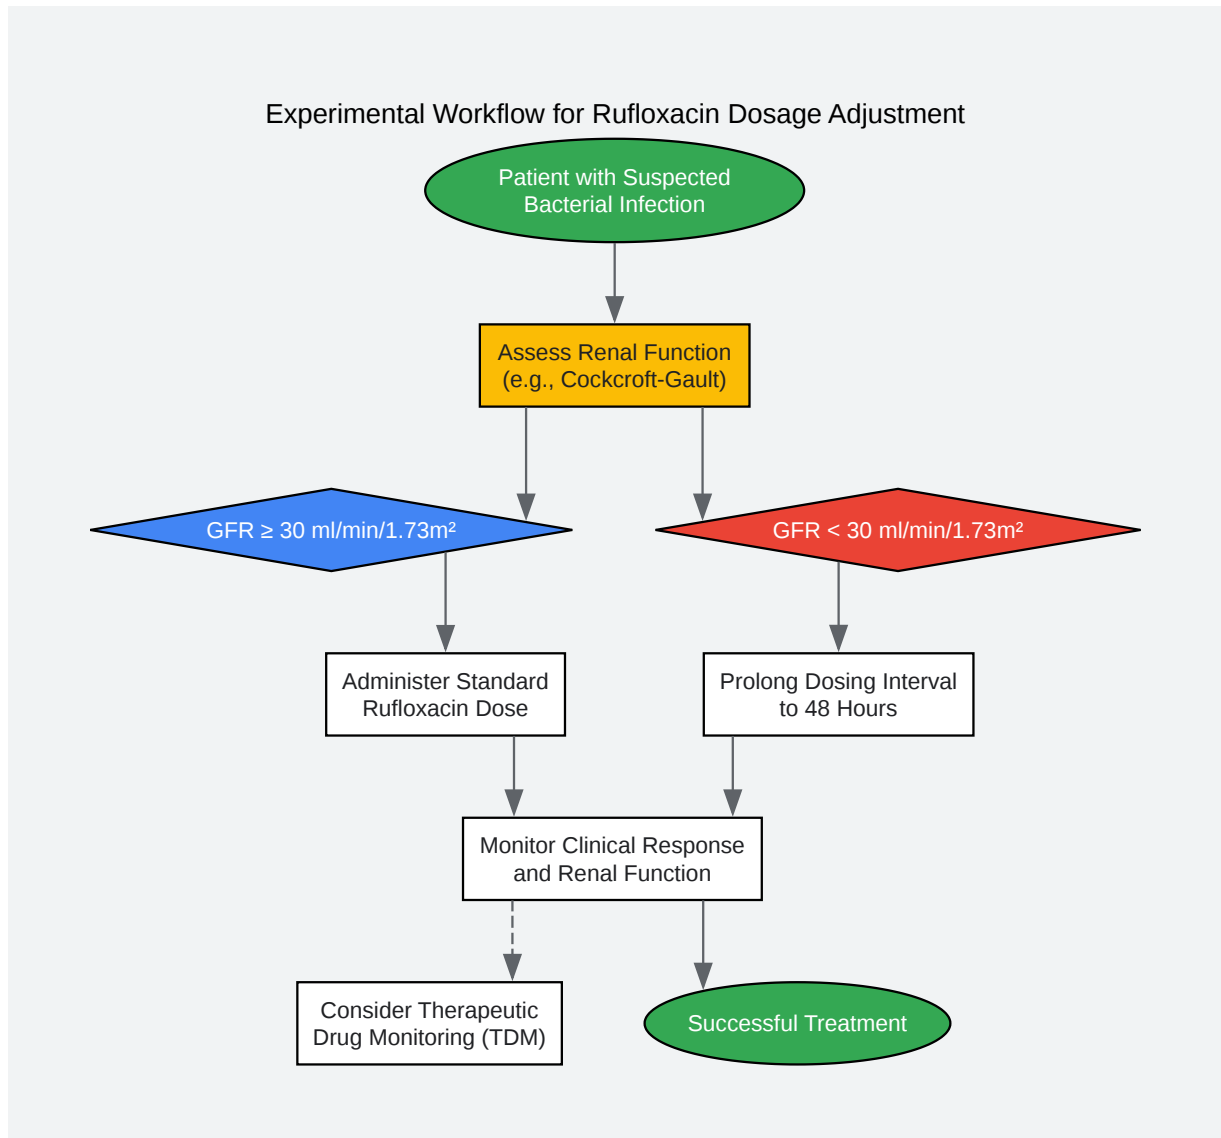 Experimental Workflow for Rufloxacin Dosage Adjustment
Patient with Suspected
Bacterial Infection
Assess Renal Function
(e.g., Cockcroft-Gault)
GFR ≥ 30 ml/min/1.73m²
GFR < 30 ml/min/1.73m²
Administer Standard
Rufloxacin Dose
Prolong Dosing Interval
to 48 Hours
Monitor Clinical Response
and Renal Function
Consider Therapeutic
Drug Monitoring (TDM)
Successful Treatment